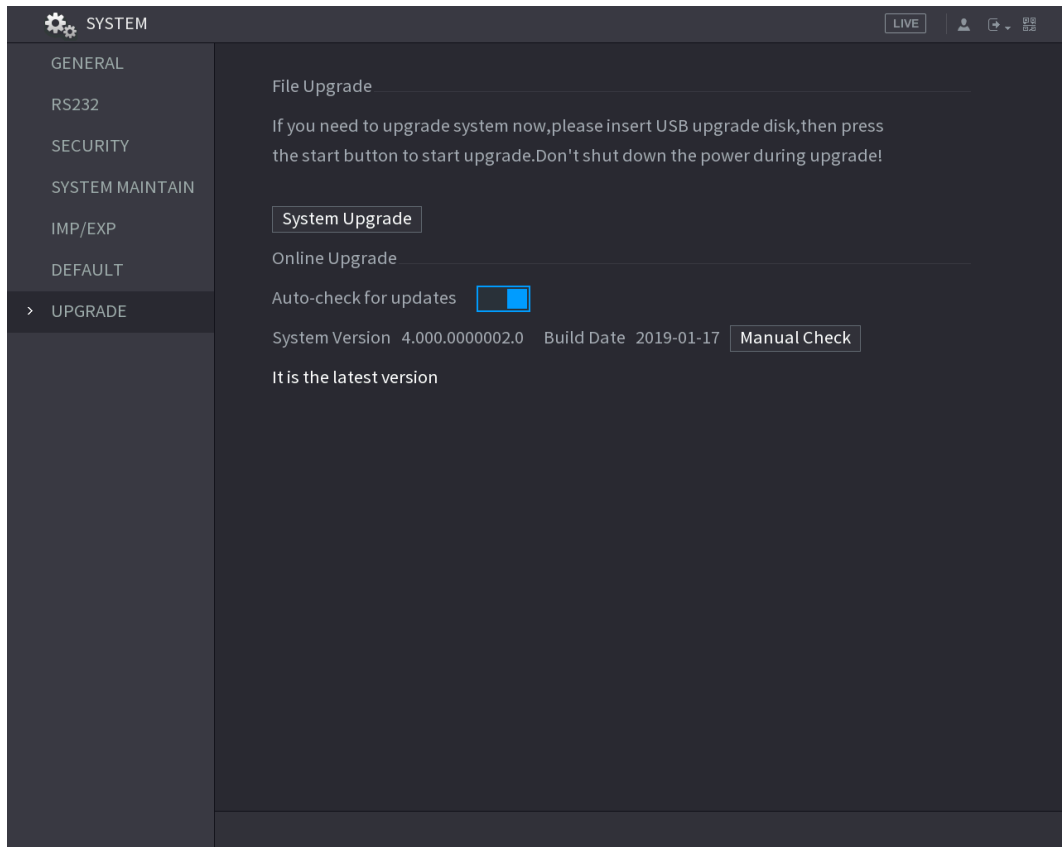 SYSTEM
LIVE
GENERAL
RS232
SECURITY
SYSTEM MAINTAIN
IMP/EXP
DEFAULT
UPGRADE
File Upgrade
If you need to upgrade system now,please insert USB upgrade disk,then press
the start button to start upgrade.Don't shut down the power during upgrade!
System Upgrade
Online Upgrade
Auto-check for updates
System Version 4.000.0000002.0 Build Date 2019-01-17 Manual Check
It is the latest version